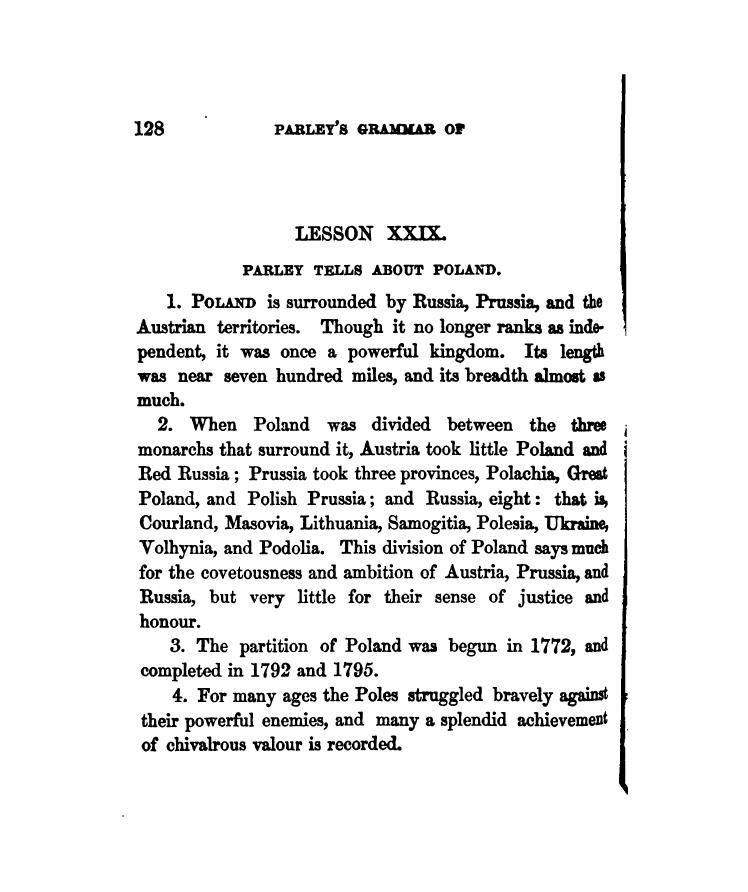 128 PARLEY'S GRAMMAR OF
LESSON XXIX.
PARLEY TELLS ABOUT POLAND.
1. POLAND is surrounded by Russia, Prussia, and the
Austrian territories. Though it no longer ranks as inde-
pendent, it was once a powerful kingdom. Its length
was near seven hundred miles, and its breadth almost as
much.
2. When Poland was divided between the three
monarchs that surround it, Austria took little Poland and
Red Russia; Prussia took three provinces, Polachia, Great
Poland, and Polish Prussia; and Russia, eight: that is,
Courland, Masovia, Lithuania, Samogitia, Polesia, Ukraine,
Volhynia, and Podolia. This division of Poland says much
for the covetousness and ambition of Austria, Prussia, and
Russia, but very little for their sense of justice and
honour.
3. The partition of Poland was begun in 1772, and
completed in 1792 and 1795.
4. For many ages the Poles struggled bravely against
their powerful enemies, and many a splendid achievement
of chivalrous valour is recorded.